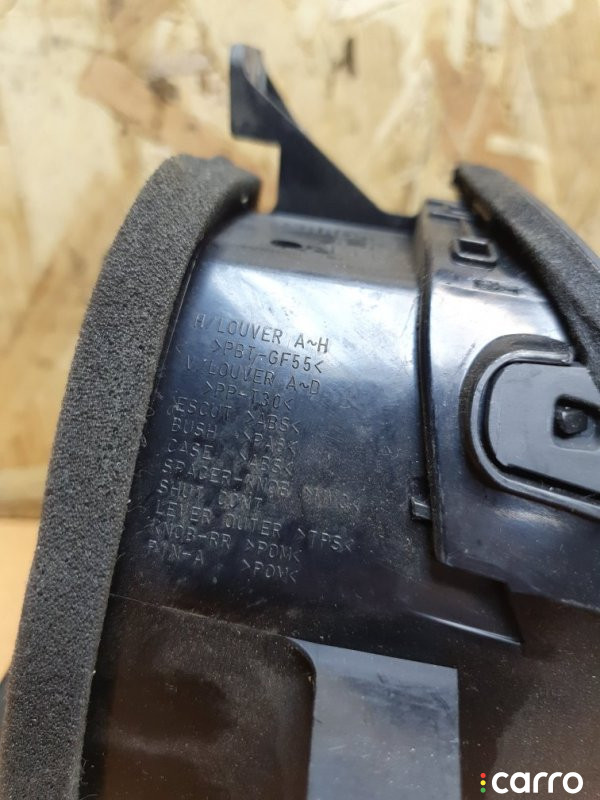 H/LOUVER A~H
>PBT-GF55<
V/LOUVER A~D
>PP-T30<
ESCUT >ABS<
BUSH
CASE >ABS<
SPACER-KNOB
SHUT CONT
LEVER OUTER >TPS<
KNOB-RR >POM<
PIN-A >POM<
carro